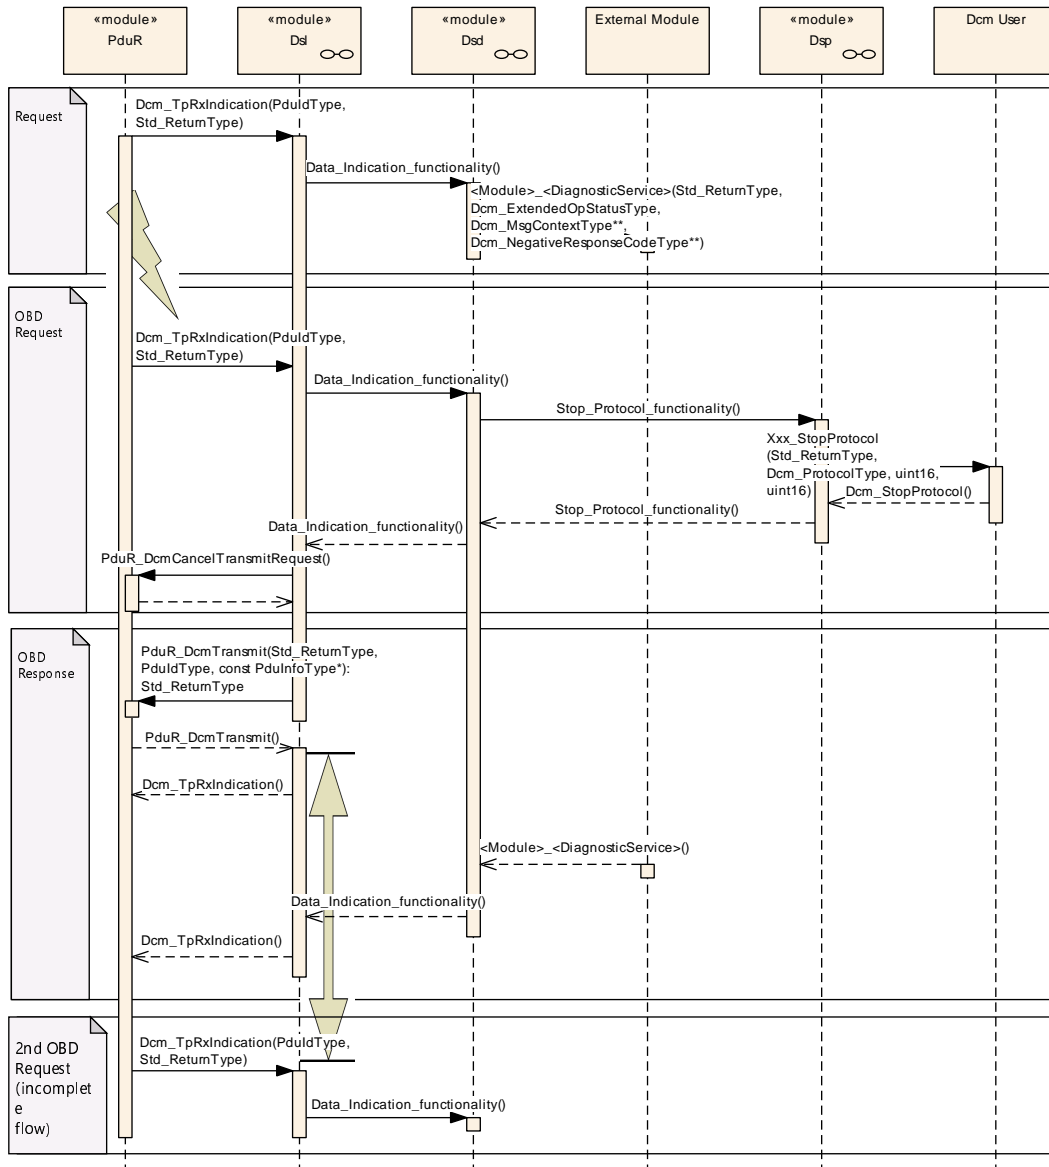 «module»
PduR
«module»
Dsl
«module»
Dsd
External Module
«module»
Dsp
Dcm User
Request
Dcm_TpRxIndication(PduIdType,
Std_ReturnType)
Data_Indication_functionality()
<Module>_<DiagnosticService>(Std_ReturnType,
Dcm_ExtendedOpStatusType,
Dcm_MsgContextType**,
Dcm_NegativeResponseCodeType**)
OBD
Request
Dcm_TpRxIndication(PduIdType,
Std_ReturnType)
Data_Indication_functionality()
Stop_Protocol_functionality()
Xxx_StopProtocol
(Std_ReturnType,
Dcm_ProtocolType, uint16,
uint16)
Dcm_StopProtocol()
Stop_Protocol_functionality()
Data_Indication_functionality()
PduR_DcmCancelTransmitRequest()
OBD
Response
PduR_DcmTransmit(Std_ReturnType,
PduIdType, const PduInfoType*):
Std_ReturnType
PduR_DcmTransmit()
Dcm_TpRxIndication()
<Module>_<DiagnosticService>()
Data_Indication_functionality()
Dcm_TpRxIndication()
2nd OBD
Request
(incomplet
e
flow)
Dcm_TpRxIndication(PduIdType,
Std_ReturnType)
Data_Indication_functionality()